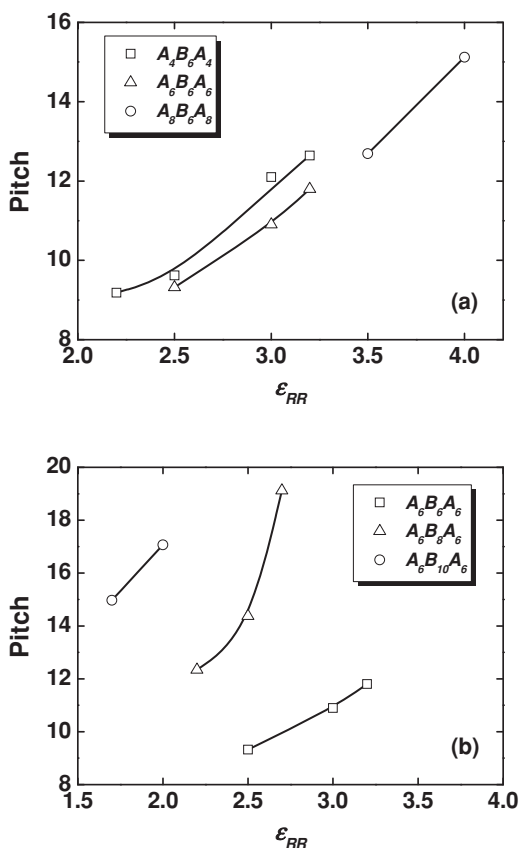 16
14
12
10
8
Pitch
A₄B₆A₄
A₆B₆A₆
A₈B₆A₈
(a)
2.0 2.5 3.0 3.5 4.0
ε_RR
20
18
16
14
12
10
8
Pitch
A₆B₆A₆
A₆B₈A₆
A₆B₁₀A₆
(b)
1.5 2.0 2.5 3.0 3.5 4.0
ε_RR